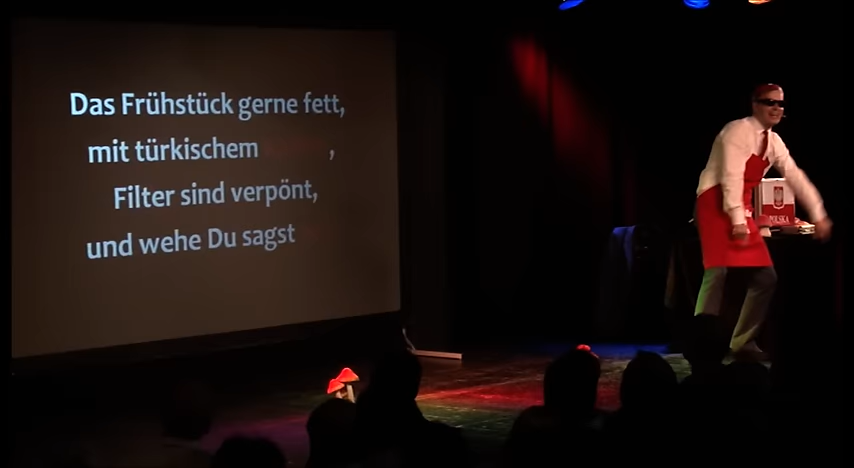 Das Frühstück gerne fett,
mit türkischem ,
Filter sind verpönt,
und wehe Du sagst
POLSKA